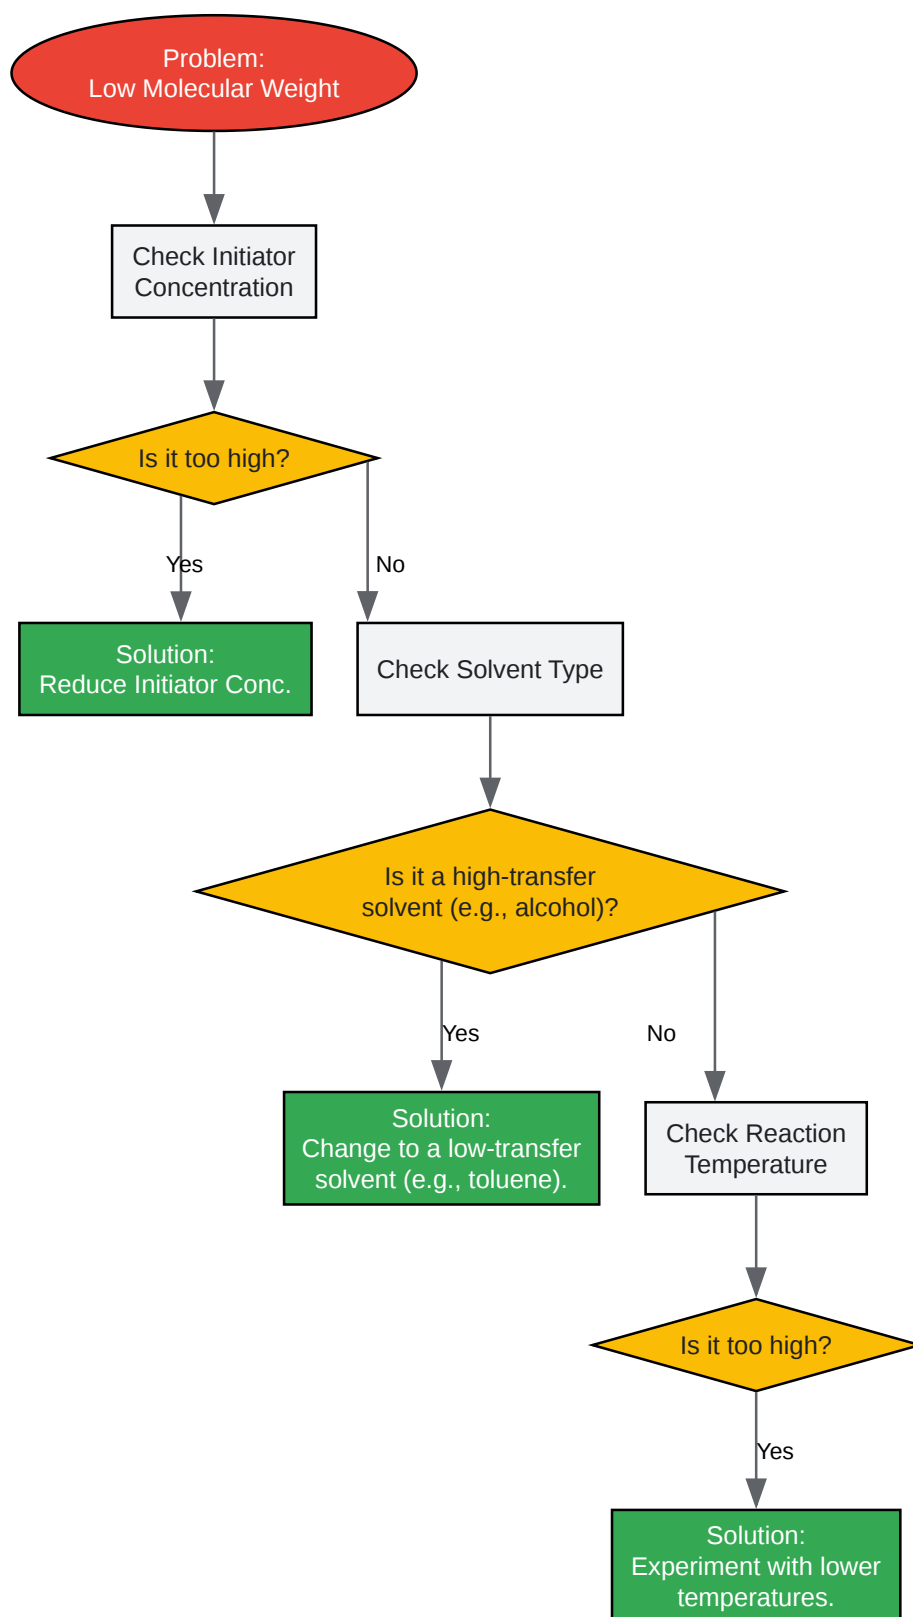 Problem:
Low Molecular Weight
Check Initiator
Concentration
Is it too high?
Yes
No
Solution:
Reduce Initiator Conc.
Check Solvent Type
Is it a high-transfer
solvent (e.g., alcohol)?
Yes
No
Solution:
Change to a low-transfer
solvent (e.g., toluene).
Check Reaction
Temperature
Is it too high?
Yes
Solution:
Experiment with lower
temperatures.